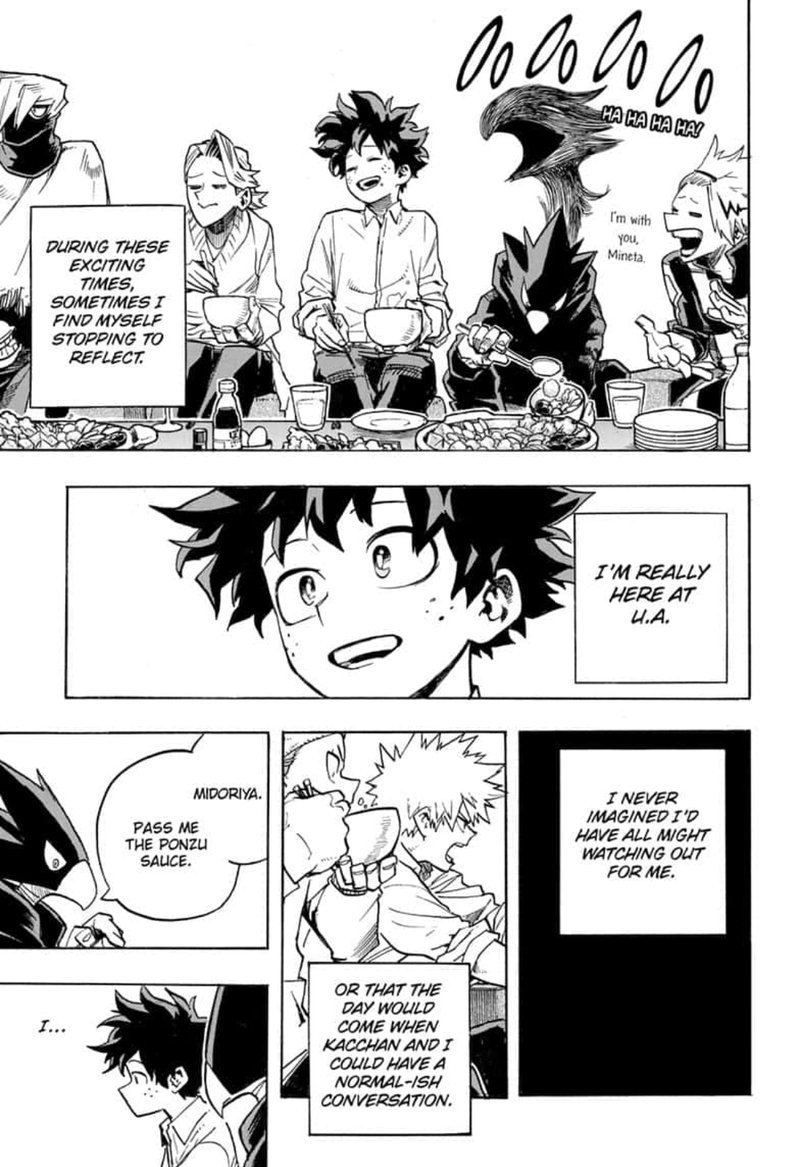 HA HA HA HA!
I'm with
you,
Mineta.
DURING THESE
EXCITING
TIMES,
SOMETIMES I
FIND MYSELF
STOPPING TO
REFLECT.
I'M REALLY
HERE AT
U.A.
I NEVER
IMAGINED I'D
HAVE ALL MIGHT
WATCHING OUT
FOR ME.
OR THAT THE
DAY WOULD
COME WHEN
KACCHAN AND I
COULD HAVE A
NORMAL-ISH
CONVERSATION.
MIDORIYA.
PASS ME
THE PONZU
SAUCE.
I...